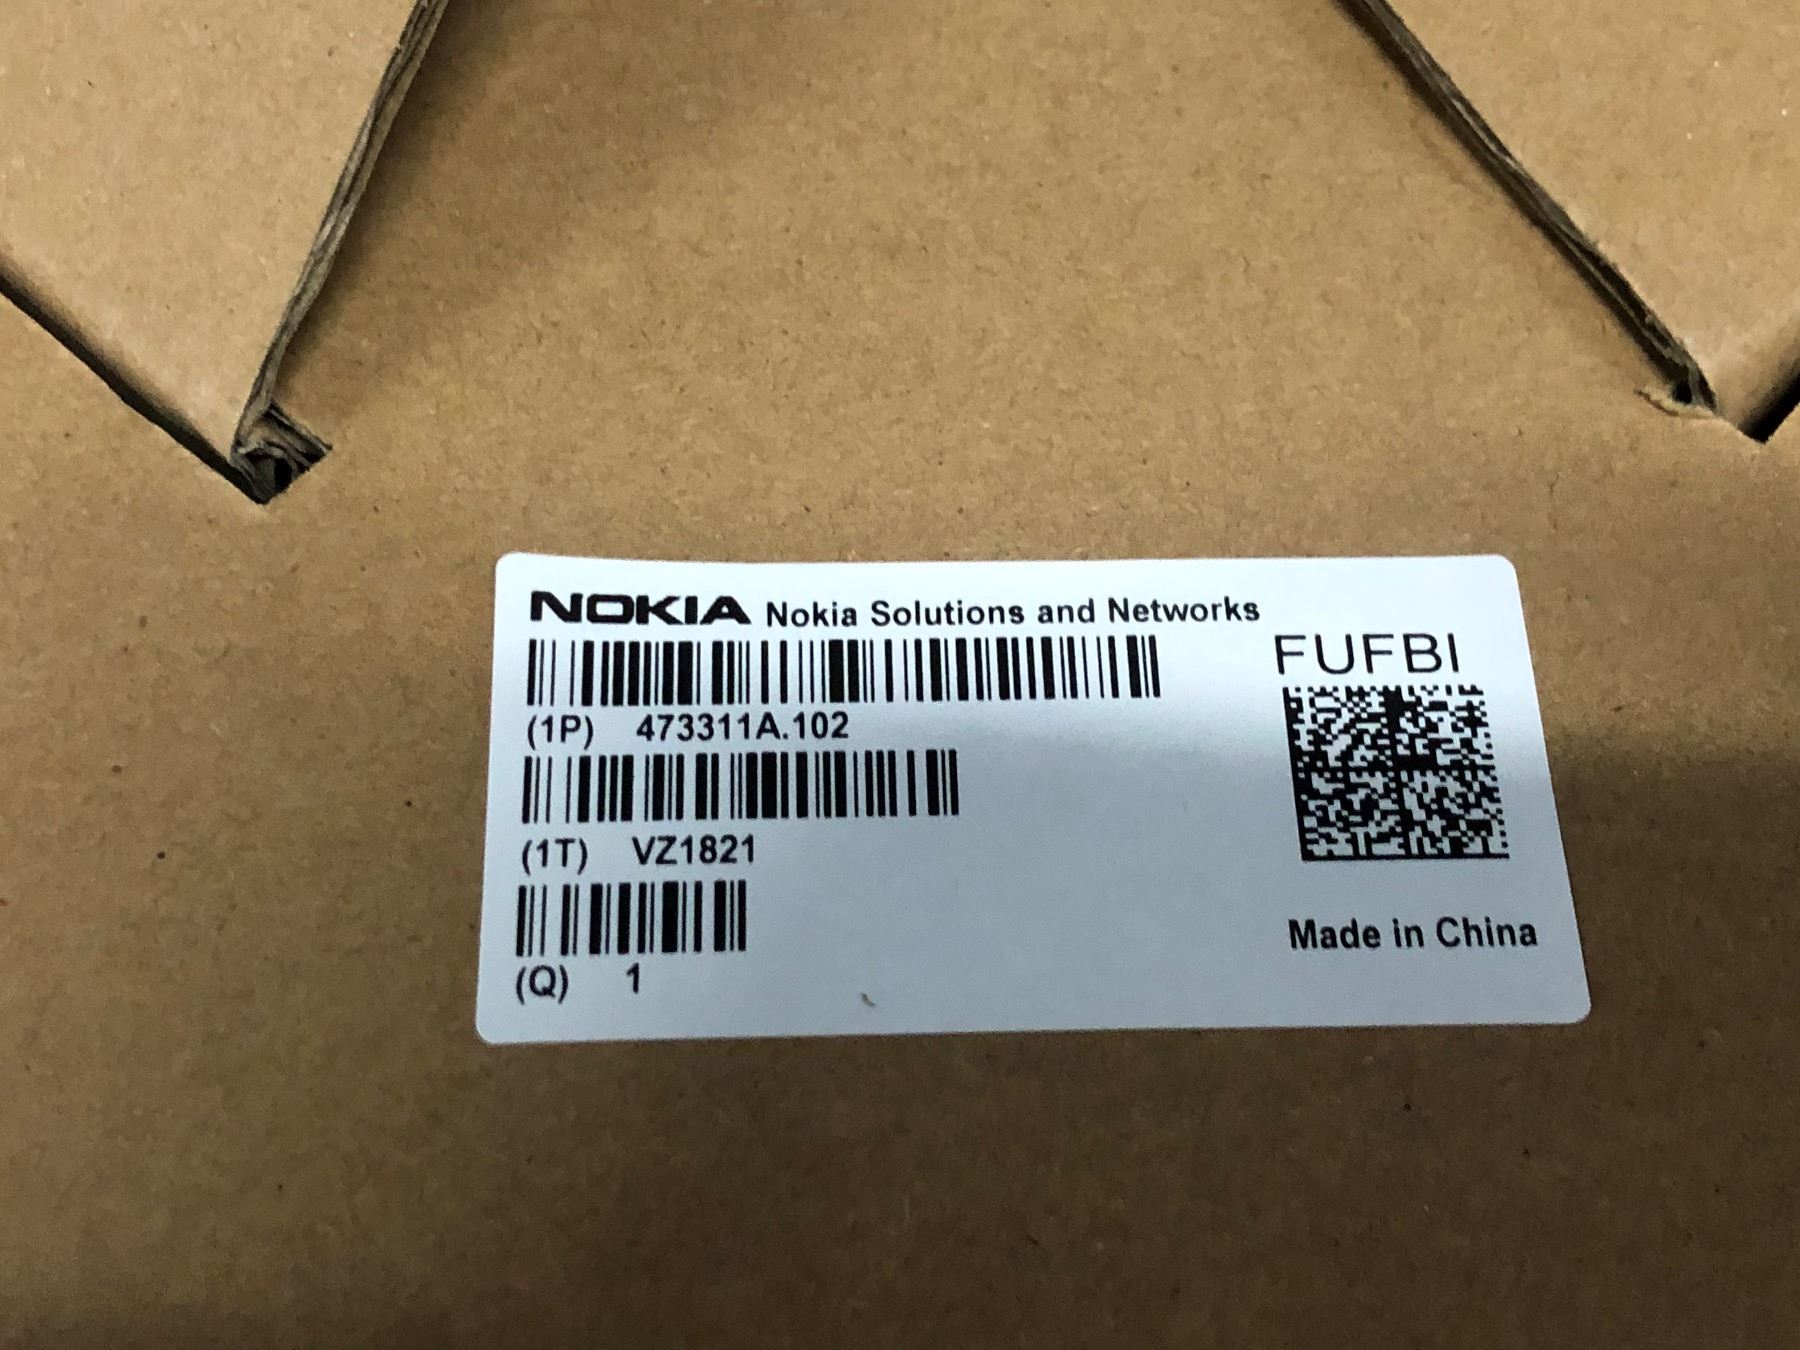 NOKIA Nokia Solutions and Networks
FUFBI
(1P) 473311A.102
(1T) VZ1821
(Q) 1
Made in China